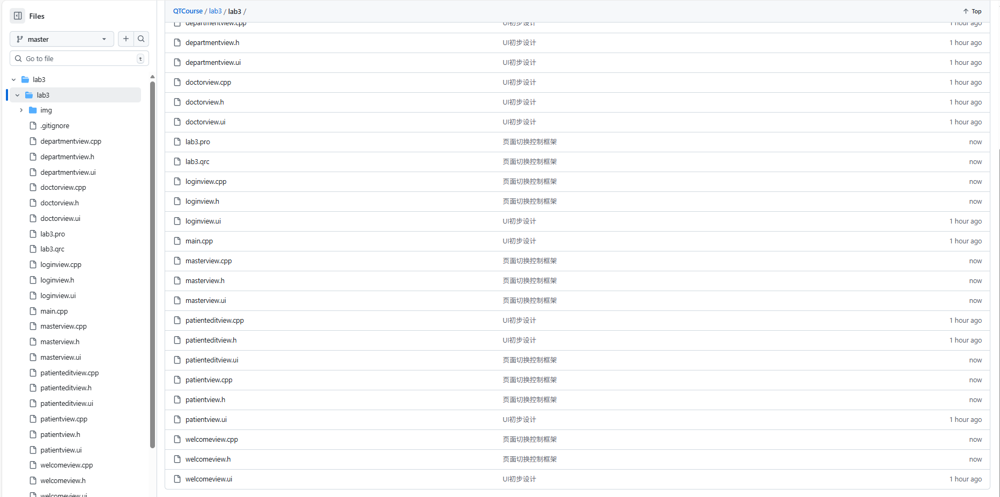 Files
master
Go to file
t
lab3
lab3
img
.gitignore
departmentview.cpp
departmentview.h
departmentview.ui
doctorview.cpp
doctorview.h
doctorview.ui
lab3.pro
lab3.qrc
loginview.cpp
loginview.h
loginview.ui
main.cpp
masterview.cpp
masterview.h
masterview.ui
patienteditview.cpp
patienteditview.h
patienteditview.ui
patientview.cpp
patientview.h
patientview.ui
welcomeview.cpp
welcomeview.h
welcomeview.ui
QTCourse / lab3 / lab3 /
Top
departmentview.cpp UI初步设计 1 hour ago
departmentview.h UI初步设计 1 hour ago
departmentview.ui UI初步设计 1 hour ago
doctorview.cpp UI初步设计 1 hour ago
doctorview.h UI初步设计 1 hour ago
doctorview.ui UI初步设计 1 hour ago
lab3.pro 页面切换控制框架 now
lab3.qrc 页面切换控制框架 now
loginview.cpp 页面切换控制框架 now
loginview.h 页面切换控制框架 now
loginview.ui UI初步设计 1 hour ago
main.cpp UI初步设计 1 hour ago
masterview.cpp 页面切换控制框架 now
masterview.h 页面切换控制框架 now
masterview.ui 页面切换控制框架 now
patienteditview.cpp UI初步设计 1 hour ago
patienteditview.h UI初步设计 1 hour ago
patienteditview.ui 页面切换控制框架 now
patientview.cpp 页面切换控制框架 now
patientview.h 页面切换控制框架 now
patientview.ui UI初步设计 1 hour ago
welcomeview.cpp 页面切换控制框架 now
welcomeview.h 页面切换控制框架 now
welcomeview.ui UI初步设计 1 hour ago